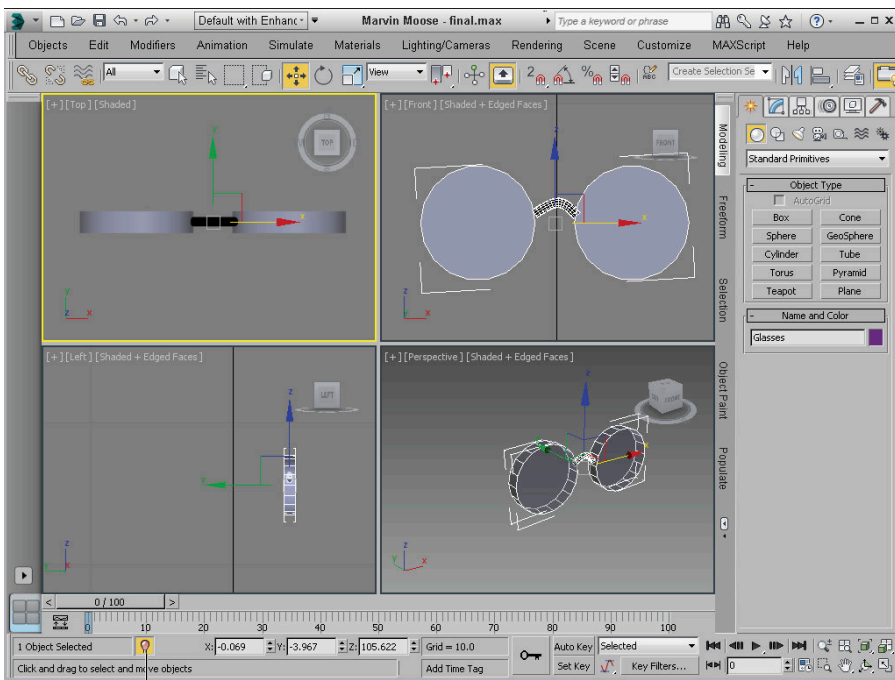 Default with Enhanc
Marvin Moose - final.max
Type a keyword or phrase
Objects Edit Modifiers Animation Simulate Materials Lighting/Cameras Rendering Scene Customize MAXScript Help
All View Create Selection Se
[+] [Top] [Shaded]
TOP
[+] [Front] [Shaded + Edged Faces]
FRONT
[+] [Left] [Shaded + Edged Faces]
LEFT
[+] [Perspective] [Shaded + Edged Faces]
FRONT
Modeling
Freeform
Selection
Object Paint
Populate
Standard Primitives
- Object Type
AutoGrid
Box Cone
Sphere GeoSphere
Cylinder Tube
Torus Pyramid
Teapot Plane
- Name and Color
Glasses
< 0 / 100 >
0 10 20 30 40 50 60 70 80 90 100
1 Object Selected X: -0.069 Y: -3.967 Z: 105.622 Grid = 10.0 Auto Key Selected
Click and drag to select and move objects Add Time Tag Set Key Key Filters... 0